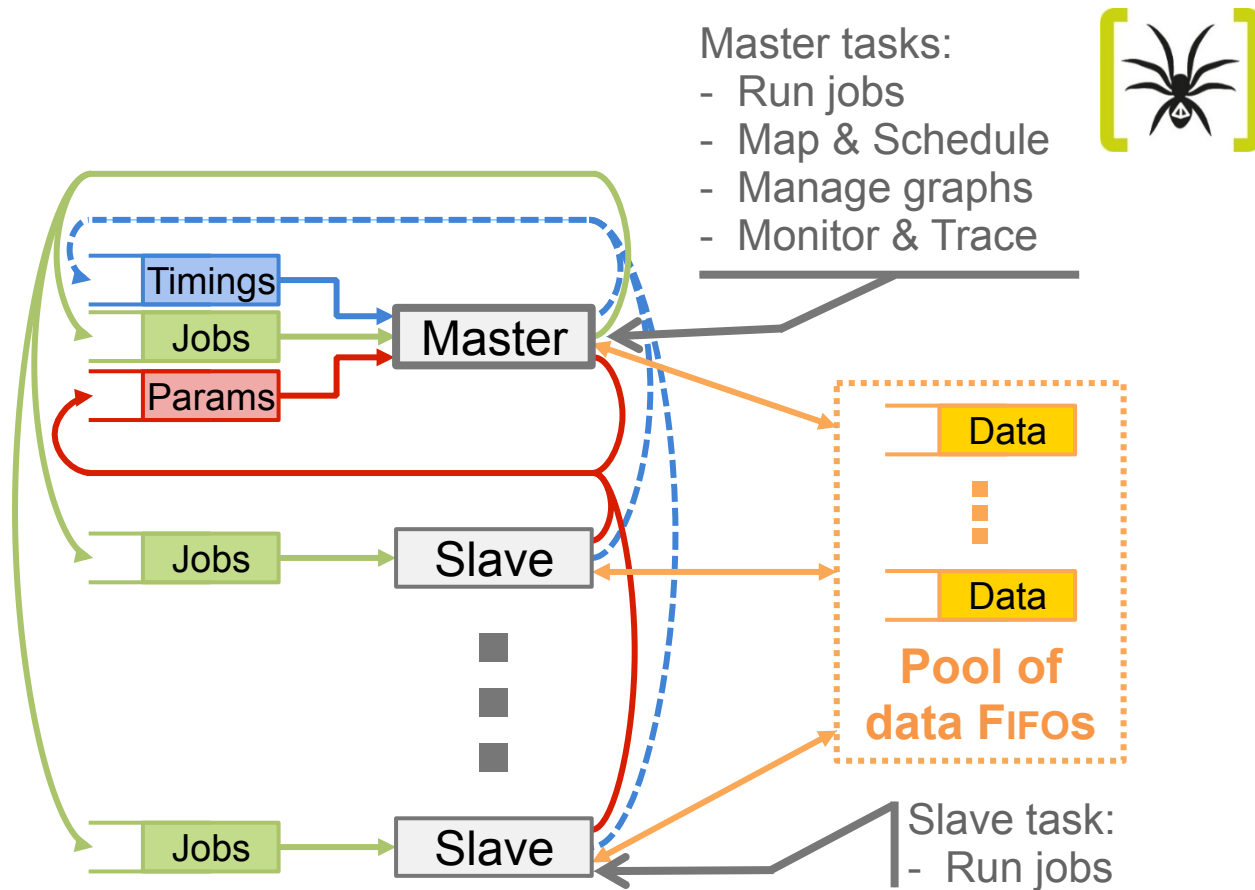 Master tasks:
- Run jobs
- Map & Schedule
- Manage graphs
- Monitor & Trace
Timings
Jobs
Params
Master
Data
Data
Pool of
data FIFOs
Jobs
Slave
Jobs
Slave
Slave task:
- Run jobs